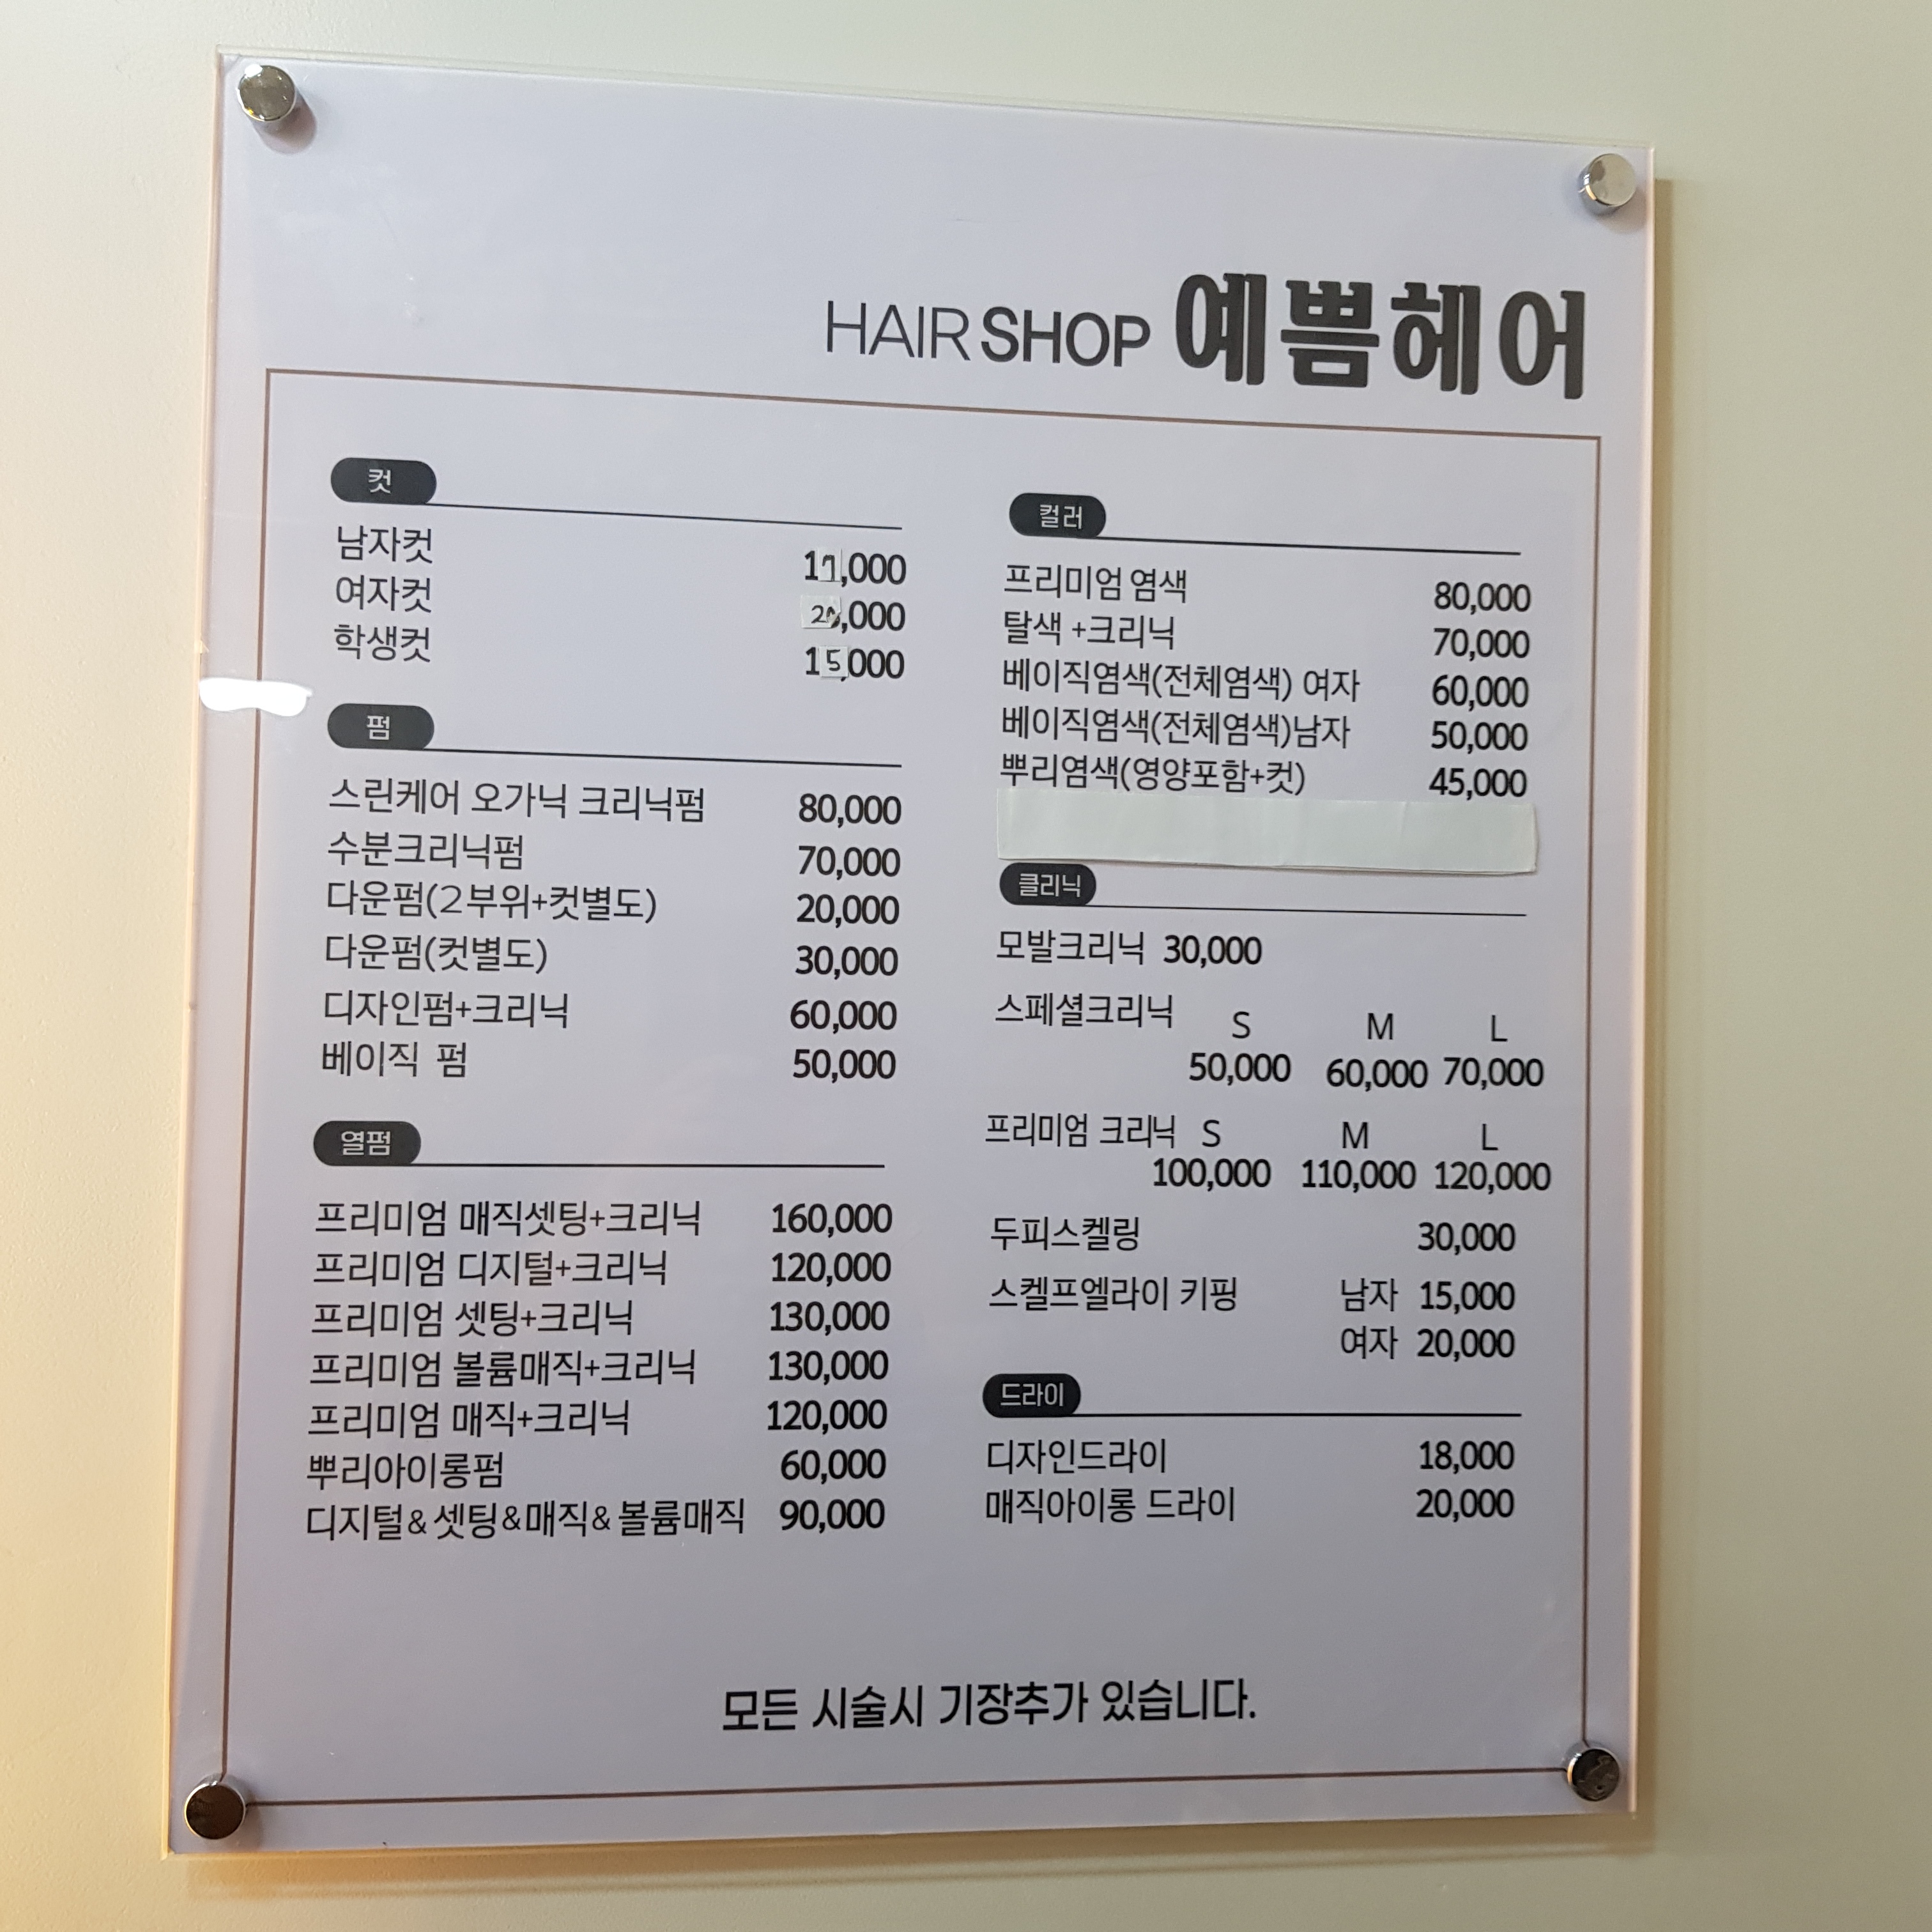 HAIR SHOP 예쁨헤어
컷
남자컷
여자컷 ,000
학생컷 15,000
펌
스린케어 오가닉 크리닉펌 80,000
수분크리닉펌 70,000
다운펌(2부위+컷별도) 20,000
다운펌(컷별도) 30,000
디자인펌+크리닉 60,000
베이직 펌 50,000
열펌
프리미엄 매직셋팅+크리닉 160,000
프리미엄 디지털+크리닉 120,000
프리미엄 셋팅+크리닉 130,000
프리미엄 볼륨매직+크리닉 130,000
프리미엄 매직+크리닉 120,000
뿌리아이롱펌 60,000
디지털&셋팅&매직&볼륨매직 90,000
컬러
프리미엄 염색 80,000
탈색 +크리닉 70,000
베이직염색(전체염색) 여자 60,000
베이직염색(전체염색)남자 50,000
뿌리염색(영양포함+컷) 45,000
클리닉
모발크리닉 30,000
스페셜크리닉 S M L
50,000 60,000 70,000
프리미엄 크리닉 S M L
100,000 110,000 120,000
두피스켈링 30,000
스켈프엘라이 키핑 남자 15,000
여자 20,000
드라이
디자인드라이 18,000
매직아이롱 드라이 20,000
모든 시술시 기장추가 있습니다.